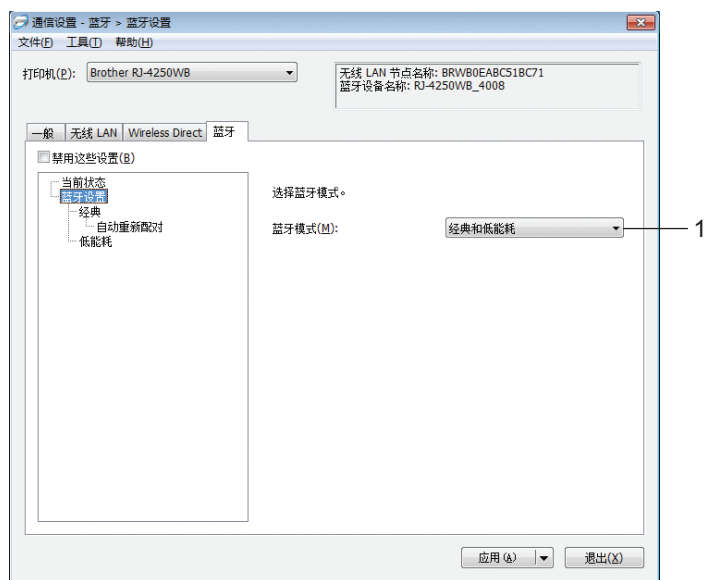 通信设置 - 蓝牙 > 蓝牙设置
文件(F) 工具(T) 帮助(H)
打印机(P): Brother RJ-4250WB
无线 LAN 节点名称: BRWB0EABC51BC71
蓝牙设备名称: RJ-4250WB_4008
一般 无线 LAN Wireless Direct 蓝牙
禁用这些设置(B)
当前状态
蓝牙设置
经典
自动重新配对
低能耗
选择蓝牙模式。
蓝牙模式(M): 经典和低能耗 1
应用(A) 退出(X)